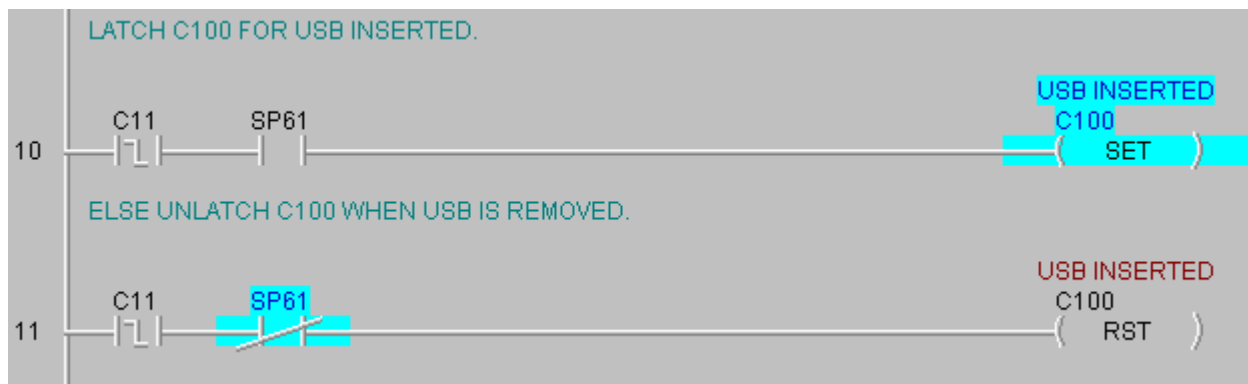 LATCH C100 FOR USB INSERTED.
USB INSERTED
C11 SP61 C100
10 SET
ELSE UNLATCH C100 WHEN USB IS REMOVED.
USB INSERTED
C11 SP61 C100
11 RST